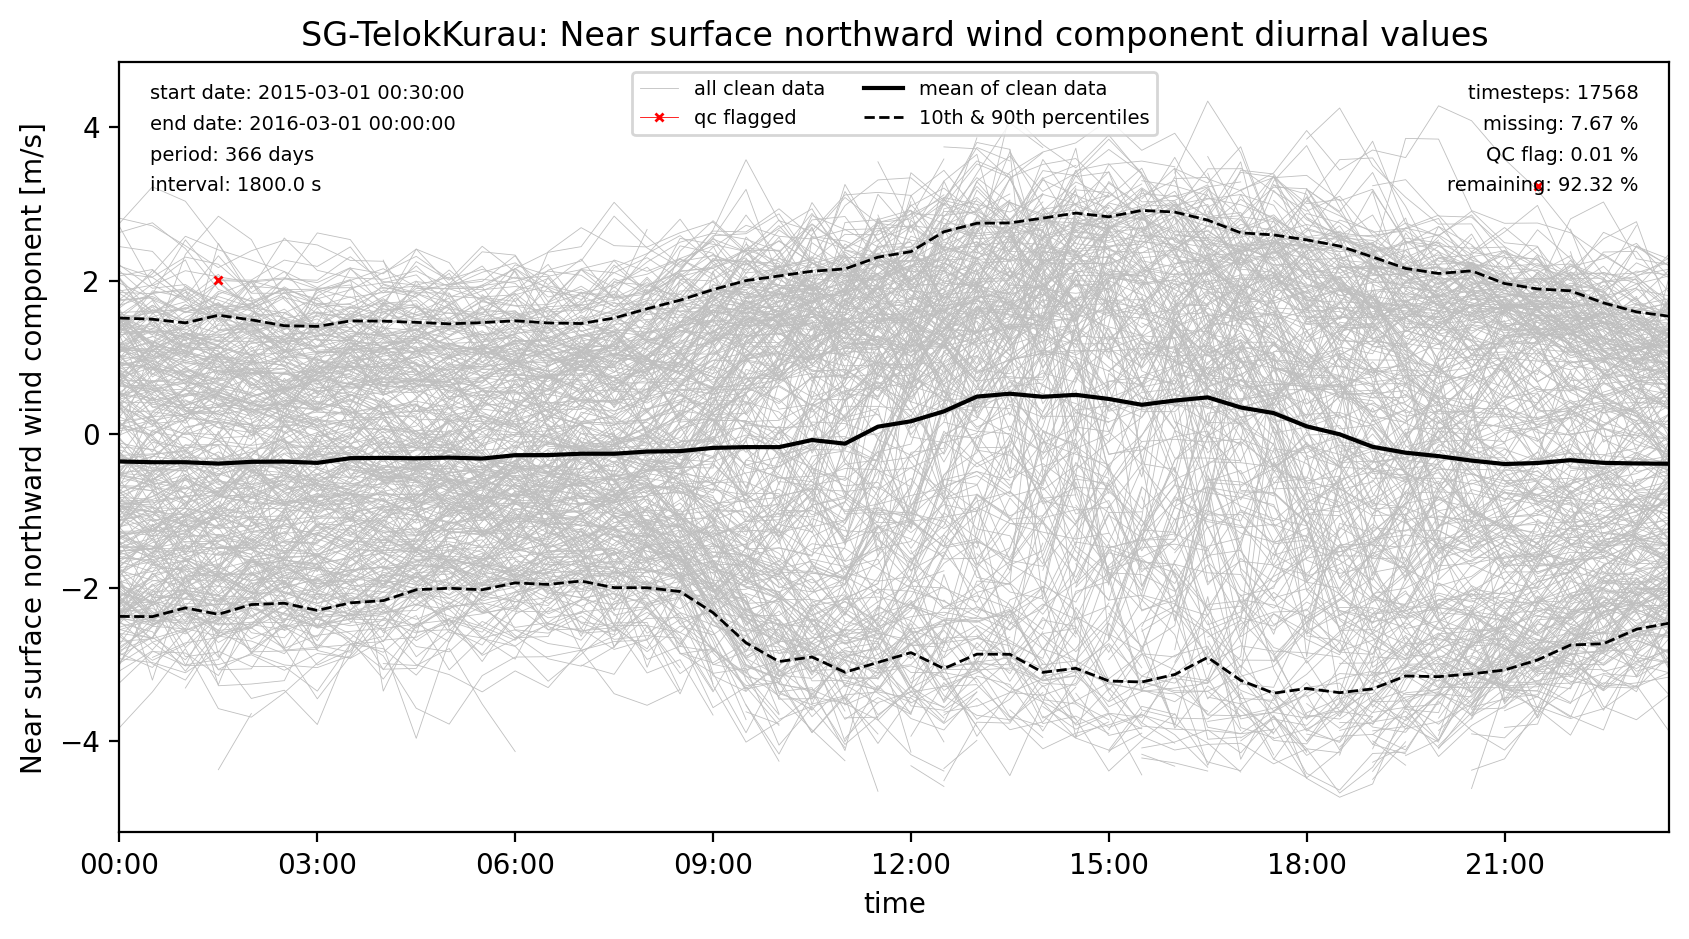 SG-TelokKurau: Near surface northward wind component diurnal values
start date: 2015-03-01 00:30:00
end date: 2016-03-01 00:00:00
period: 366 days
interval: 1800.0 s
all clean data
qc flagged
mean of clean data
10th & 90th percentiles
timesteps: 17568
missing: 7.67 %
QC flag: 0.01 %
remaining: 92.32 %
Near surface northward wind component [m/s]
4
2
0
−2
−4
00:00 03:00 06:00 09:00 12:00 15:00 18:00 21:00
time